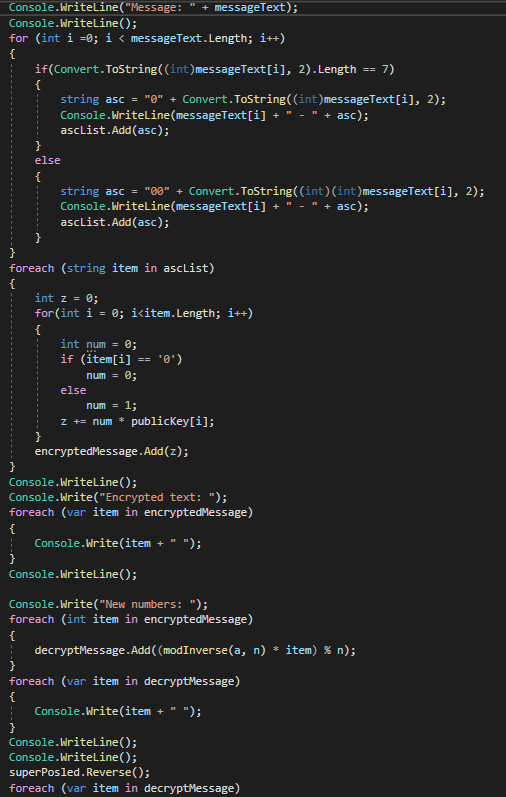 Console.WriteLine("Message: " + messageText);
Console.WriteLine();
for (int i =0; i < messageText.Length; i++)
{
    if(Convert.ToString((int)messageText[i], 2).Length == 7)
    {
        string asc = "0" + Convert.ToString((int)messageText[i], 2);
        Console.WriteLine(messageText[i] + " - " + asc);
        ascList.Add(asc);
    }
    else
    {
        string asc = "00" + Convert.ToString((int)(int)messageText[i], 2);
        Console.WriteLine(messageText[i] + " - " + asc);
        ascList.Add(asc);
    }
}
foreach (string item in ascList)
{
    int z = 0;
    for(int i = 0; i<item.Length; i++)
    {
        int num = 0;
        if (item[i] == '0')
            num = 0;
        else
            num = 1;
        z += num * publicKey[i];
    }
    encryptedMessage.Add(z);
}
Console.WriteLine();
Console.Write("Encrypted text: ");
foreach (var item in encryptedMessage)
{
    Console.Write(item + " ");
}
Console.WriteLine();

Console.Write("New numbers: ");
foreach (int item in encryptedMessage)
{
    decryptMessage.Add((modInverse(a, n) * item) % n);
}
foreach (var item in decryptMessage)
{
    Console.Write(item + " ");
}
Console.WriteLine();
Console.WriteLine();
superPosled.Reverse();
foreach (var item in decryptMessage)